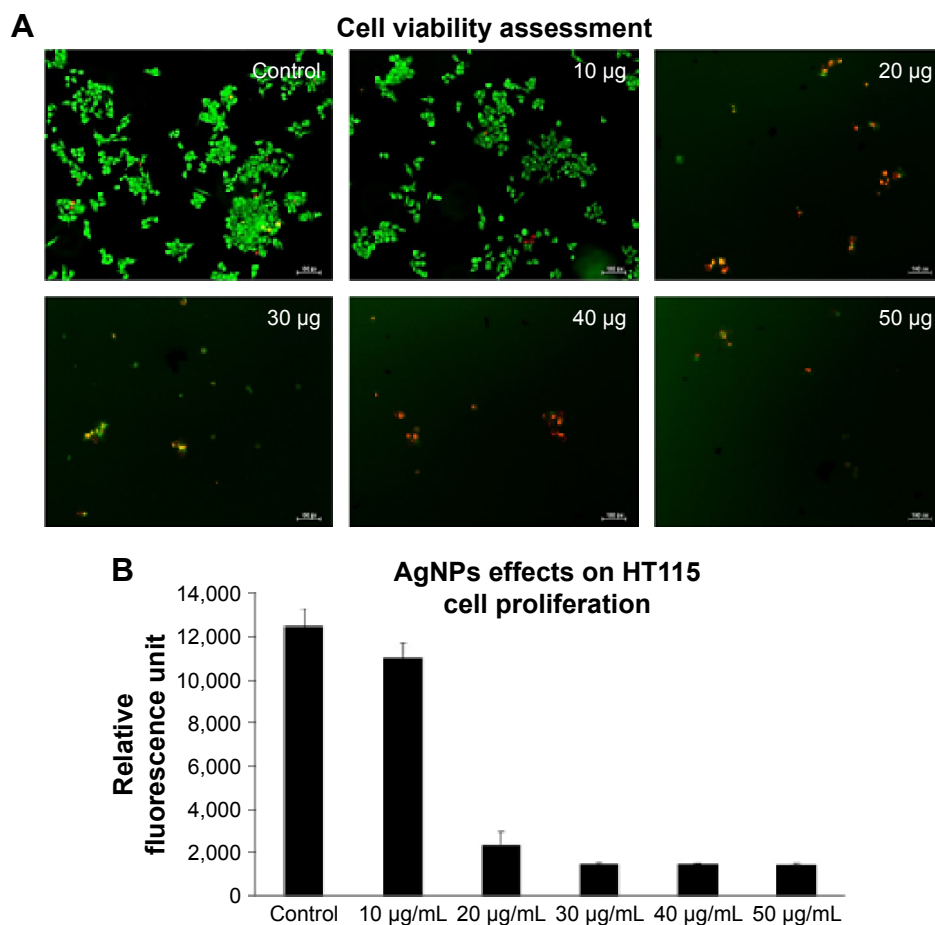 A
Cell viability assessment
Control
10 µg
20 µg
30 µg
40 µg
50 µg
B
AgNPs effects on HT115
cell proliferation
Relative
fluorescence unit
14,000
12,000
10,000
8,000
6,000
4,000
2,000
0
Control
10 µg/mL
20 µg/mL
30 µg/mL
40 µg/mL
50 µg/mL